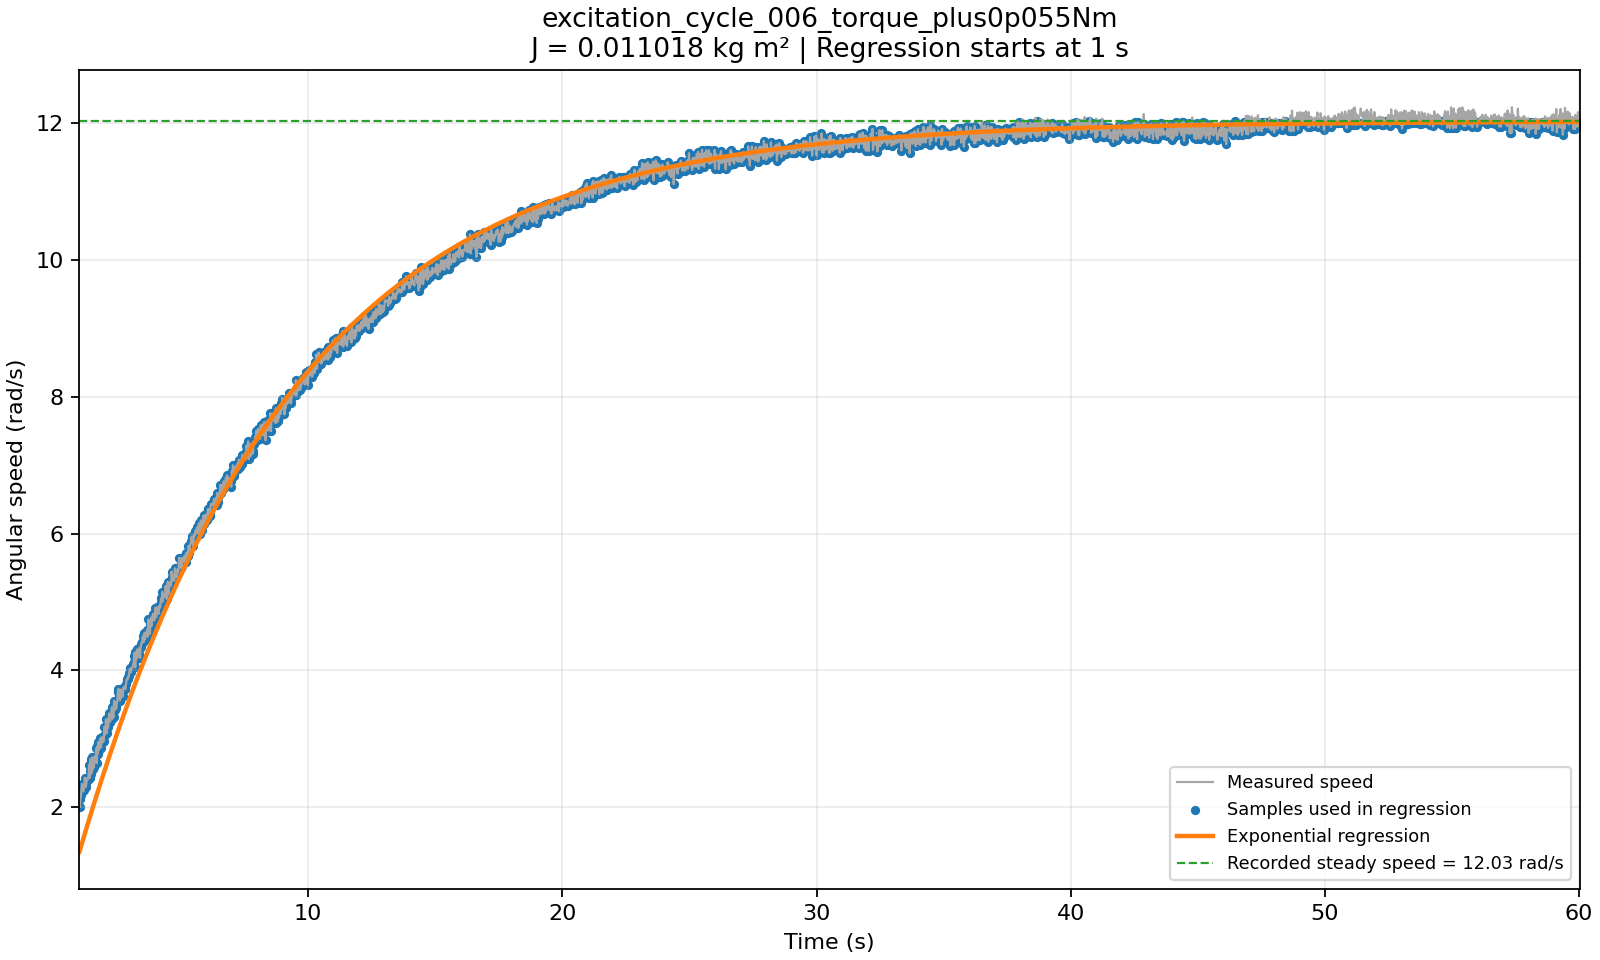 excitation_cycle_006_torque_plus0p055Nm
J = 0.011018 kg m² | Regression starts at 1 s
Angular speed (rad/s)
12
10
8
6
4
2
Measured speed
Samples used in regression
Exponential regression
Recorded steady speed = 12.03 rad/s
10 20 30 40 50 60
Time (s)